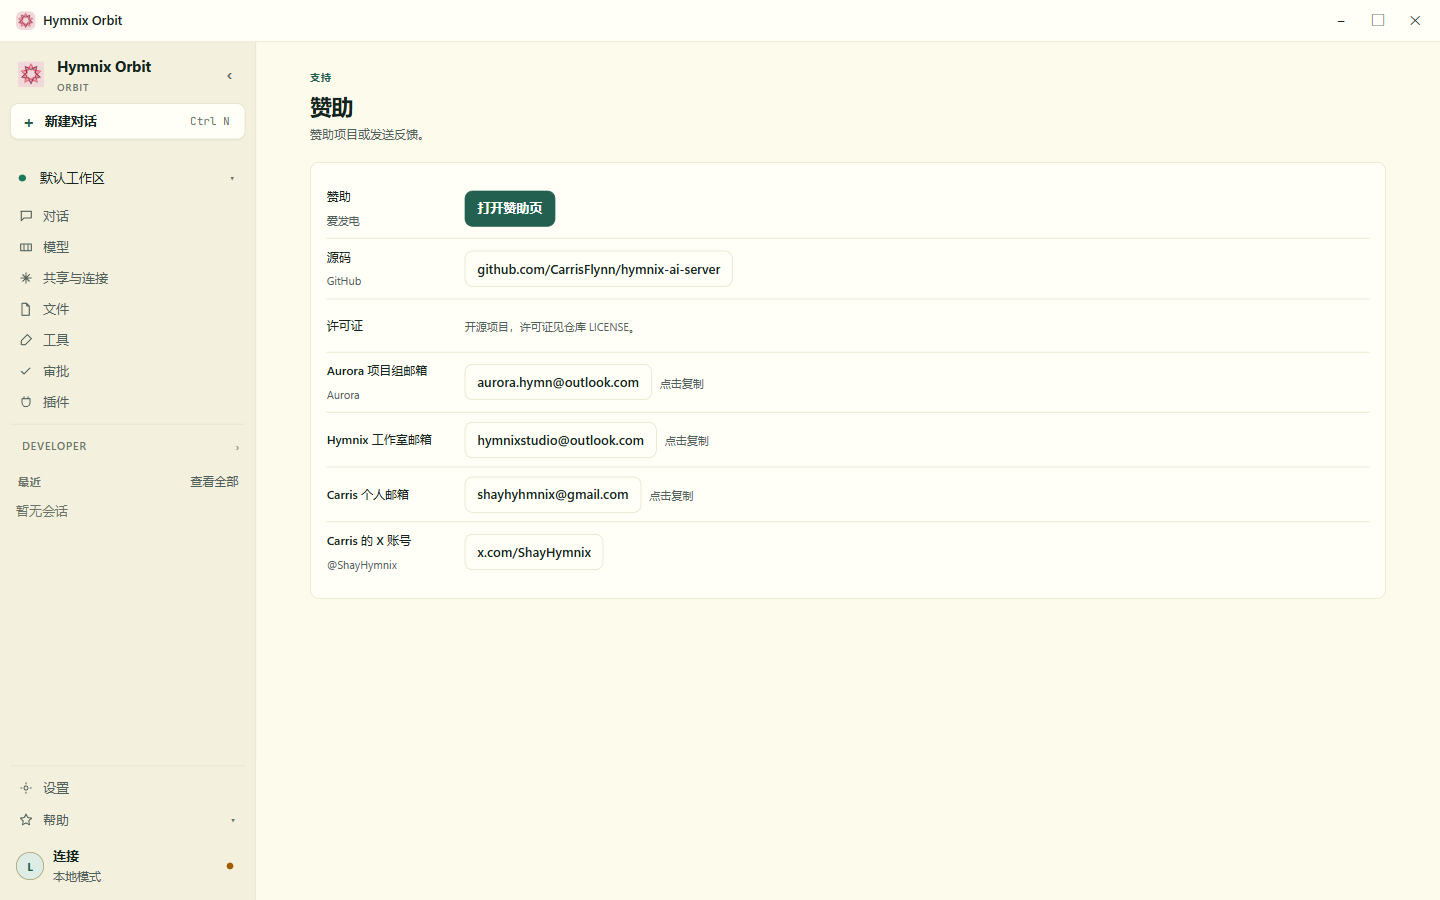 Hymnix Orbit
Hymnix Orbit
ORBIT
新建对话 Ctrl N
默认工作区
对话
模型
共享与连接
文件
工具
审批
插件
DEVELOPER
最近 查看全部
暂无会话
设置
帮助
L
连接
本地模式
支持
赞助
赞助项目或发送反馈。
赞助
爱发电
打开赞助页
源码
GitHub
github.com/CarrisFlynn/hymnix-ai-server
许可证
开源项目，许可证见仓库 LICENSE。
Aurora 项目组邮箱
Aurora
aurora.hymn@outlook.com 点击复制
Hymnix 工作室邮箱
hymnixstudio@outlook.com 点击复制
Carris 个人邮箱
shayhyhmnix@gmail.com 点击复制
Carris 的 X 账号
@ShayHymnix
x.com/ShayHymnix